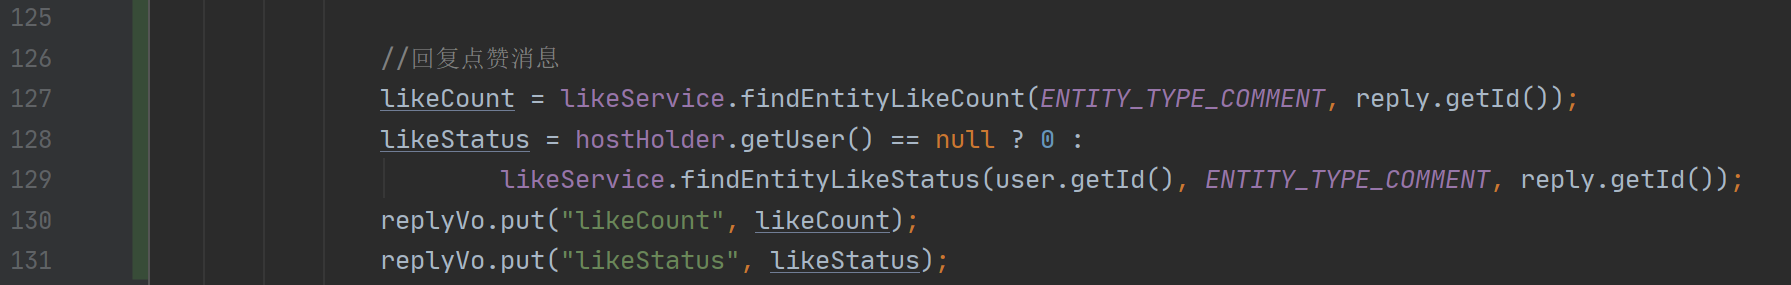 125
126 //回复点赞消息
127 likeCount = likeService.findEntityLikeCount(ENTITY_TYPE_COMMENT, reply.getId());
128 likeStatus = hostHolder.getUser() == null ? 0 :
129 likeService.findEntityLikeStatus(user.getId(), ENTITY_TYPE_COMMENT, reply.getId());
130 replyVo.put("likeCount", likeCount);
131 replyVo.put("likeStatus", likeStatus);